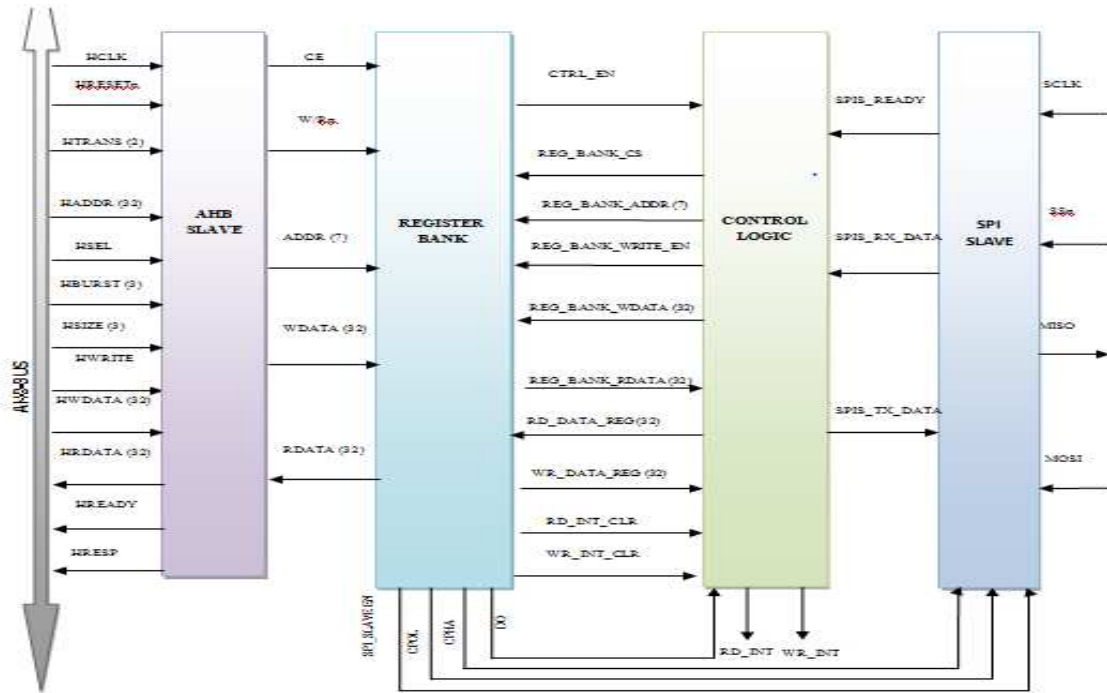 AHB-BUS
HCLK
HRESETn
HTRANS (2)
HADDR (32)
HSEL
HBURST (3)
HSIZE (3)
HWRITE
HWDATA (32)
HRDATA (32)
HREADY
HRESP
AHB
SLAVE
CE
W/Rn
ADDR (7)
WDATA (32)
RDATA (32)
REGISTER
BANK
CTRL_EN
REG_BANK_CS
REG_BANK_ADDR (7)
REG_BANK_WRITE_EN
REG_BANK_WDATA (32)
REG_BANK_RDATA (32)
RD_DATA_REG (32)
WR_DATA_REG (32)
RD_INT_CLR
WR_INT_CLR
CONTROL
LOGIC
SPIS_READY
SPIS_RX_DATA
SPIS_TX_DATA
SPI
SLAVE
SCLK
SSn
MISO
MOSI
SPI_SLAVE EN
CPOL
CPHA
DO
RD_INT
WR_INT